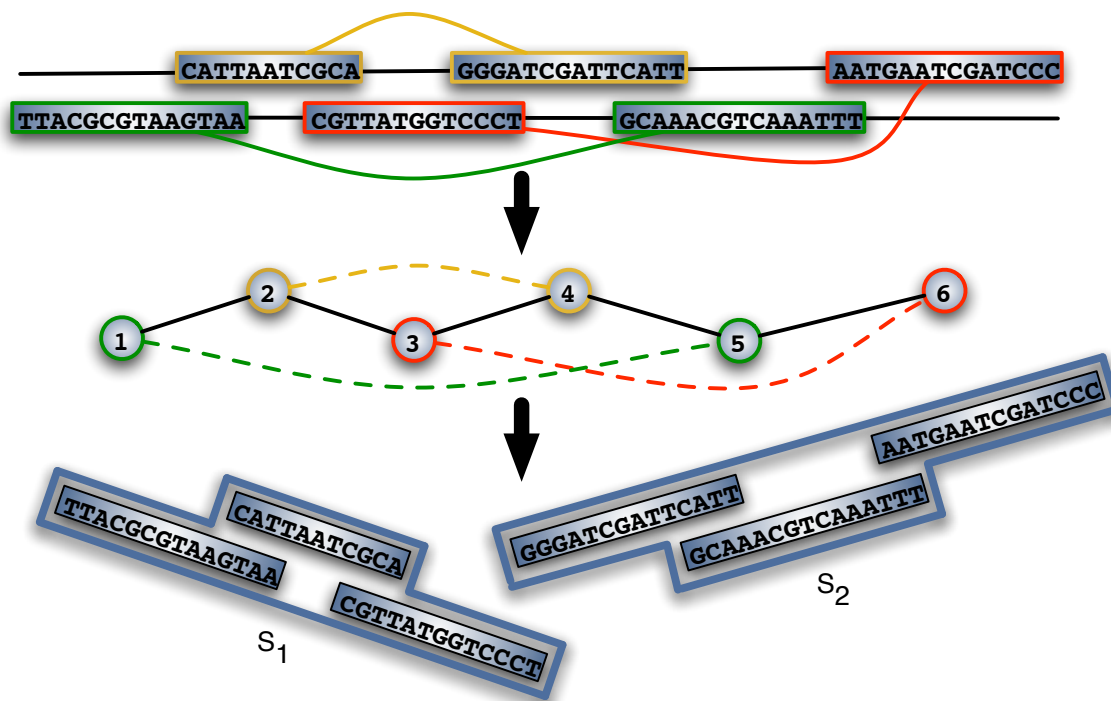 CATTAATCGCA GGGATCGATTCATT AATGAATCGATCCC
TTACGCGTAAGTAA CGTTATGGTCCCT GCAAACGTCAAATTT
2 4 6
1 3 5
AATGAATCGATCCC
TTACGCGTAAGTAA CATTAATCGCA GGGATCGATTCATT GCAAACGTCAAATTT
CGTTATGGTCCCT
S2
S1